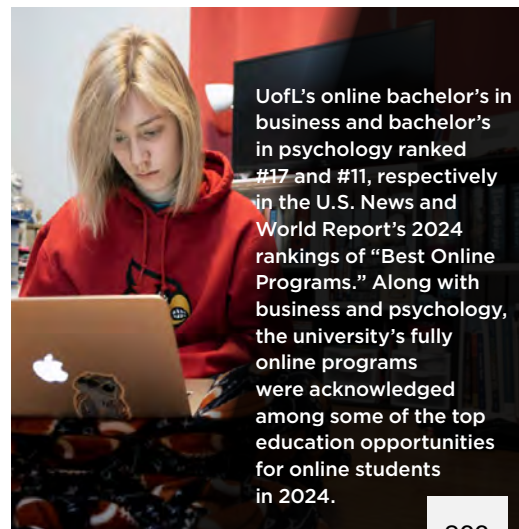 UofL’s online bachelor’s in
business and bachelor’s
in psychology ranked
#17 and #11, respectively
in the U.S. News and
World Report’s 2024
rankings of “Best Online
Programs.” Along with
business and psychology,
the university’s fully
online programs
were acknowledged
among some of the top
education opportunities
for online students
in 2024.